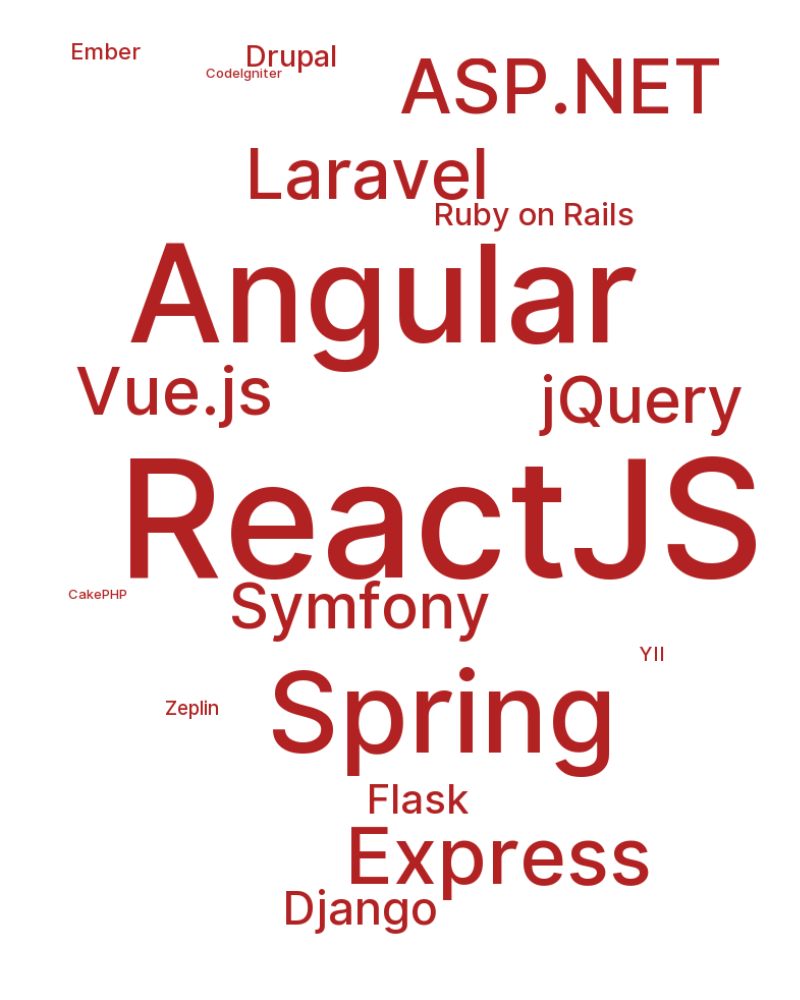 Ember
Drupal
CodeIgniter
ASP.NET
Laravel
Ruby on Rails
Angular
Vue.js
jQuery
ReactJS
CakePHP
Symfony
YII
Spring
Zeplin
Flask
Express
Django